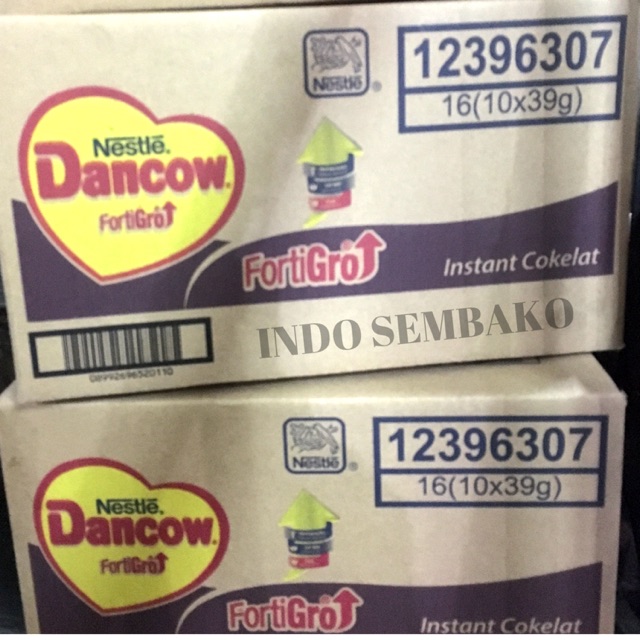 Nestlé
12396307
16(10x39g)
Nestlé
Dancow
FortiGro
FortiGro
Instant Cokelat
INDO SEMBAKO
Nestlé
12396307
16(10x39g)
Nestlé
Dancow
FortiGro
FortiGro
Instant Cokelat